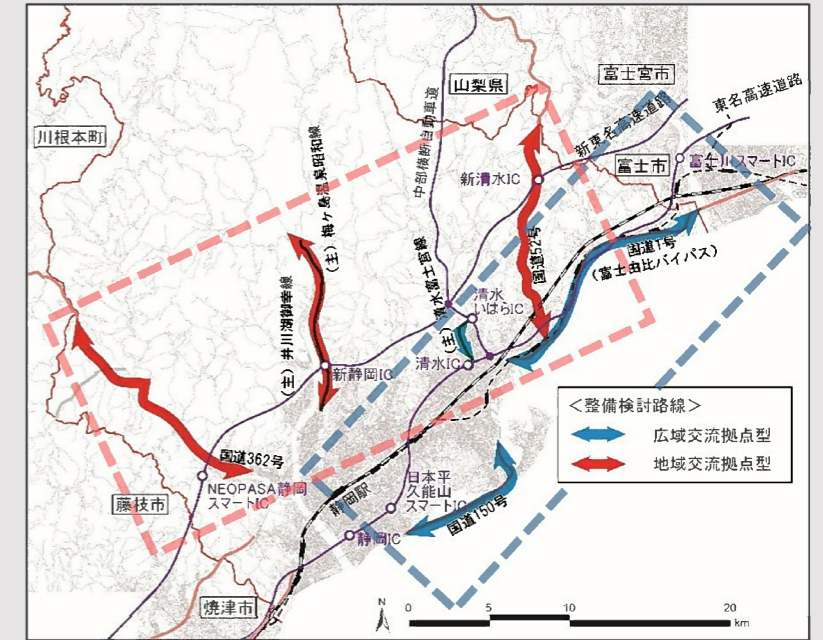 山梨県
富士宮市
東名高速道路
新東名高速道路
川根本町
中部横断自動車道
(主)梅ケ島温泉昭和線
富士市
富士川スマートIC
新清水IC
国道52号
国道1号
(富士由比バイパス)
(主)清水富士宮線
清水
いはらIC
(主)井川湖御幸線
新静岡IC
清水IC
<整備検討路線>
広域交流拠点型
地域交流拠点型
国道362号
NEOPASA静岡
スマートIC
藤枝市
静岡駅
日本平
久能山
スマートIC
国道150号
静岡IC
焼津市
N
0 5 10 20
km